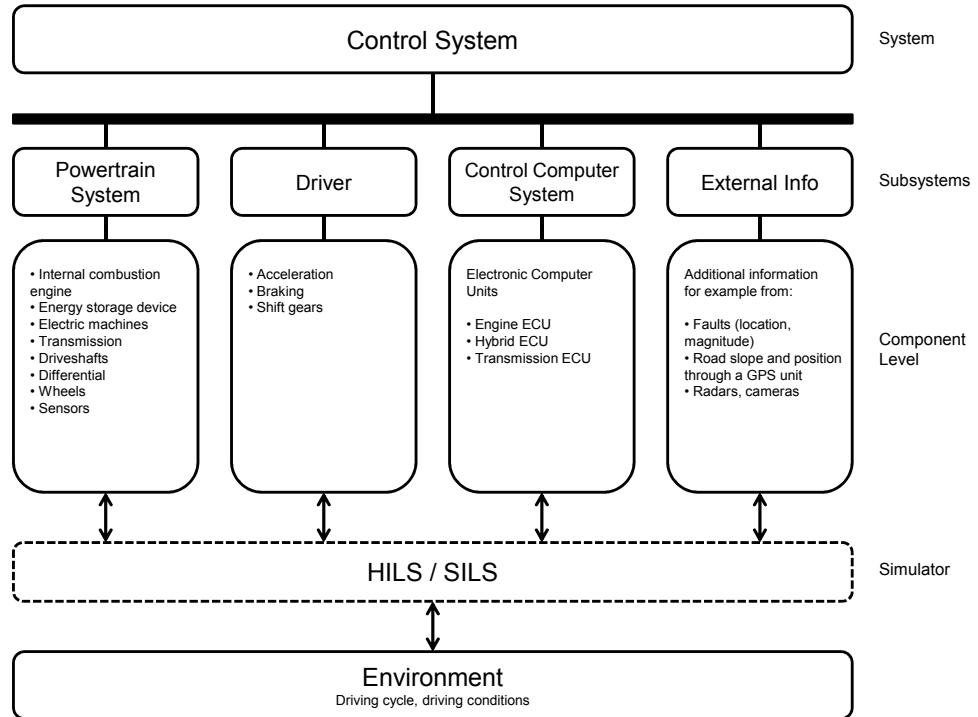 Control System
System
Powertrain
System
Driver
Control Computer
System
External Info
Subsystems
• Internal combustion
engine
• Energy storage device
• Electric machines
• Transmission
• Driveshafts
• Differential
• Wheels
• Sensors
• Acceleration
• Braking
• Shift gears
Electronic Computer
Units
• Engine ECU
• Hybrid ECU
• Transmission ECU
Additional information
for example from:
• Faults (location,
magnitude)
• Road slope and position
through a GPS unit
• Radars, cameras
Component
Level
HILS / SILS
Simulator
Environment
Driving cycle, driving conditions